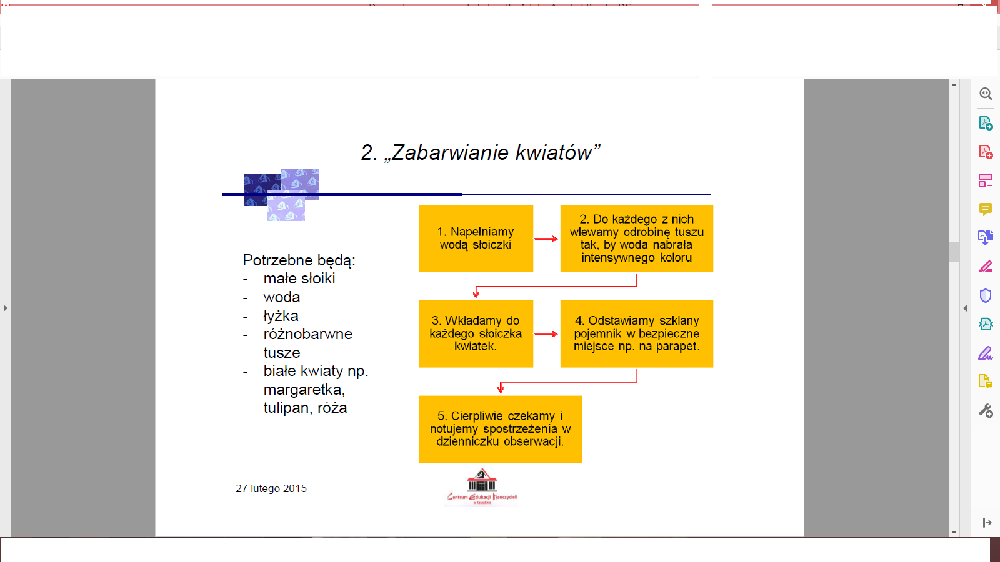 2. „Zabarwianie kwiatów”
Potrzebne będą:
- małe słoiki
- woda
- łyżka
- różnobarwne
tusze
- białe kwiaty np.
margaretka,
tulipan, róża
1. Napełniamy
wodą słoiczki
2. Do każdego z nich
wlewamy odrobinę tuszu
tak, by woda nabrała
intensywnego koloru
3. Wkładamy do
każdego słoiczka
kwiatek.
4. Odstawiamy szklany
pojemnik w bezpieczne
miejsce np. na parapet.
5. Cierpliwie czekamy i
notujemy spostrzeżenia w
dzienniczku obserwacji.
27 lutego 2015
Centrum Edukacji Nauczycieli